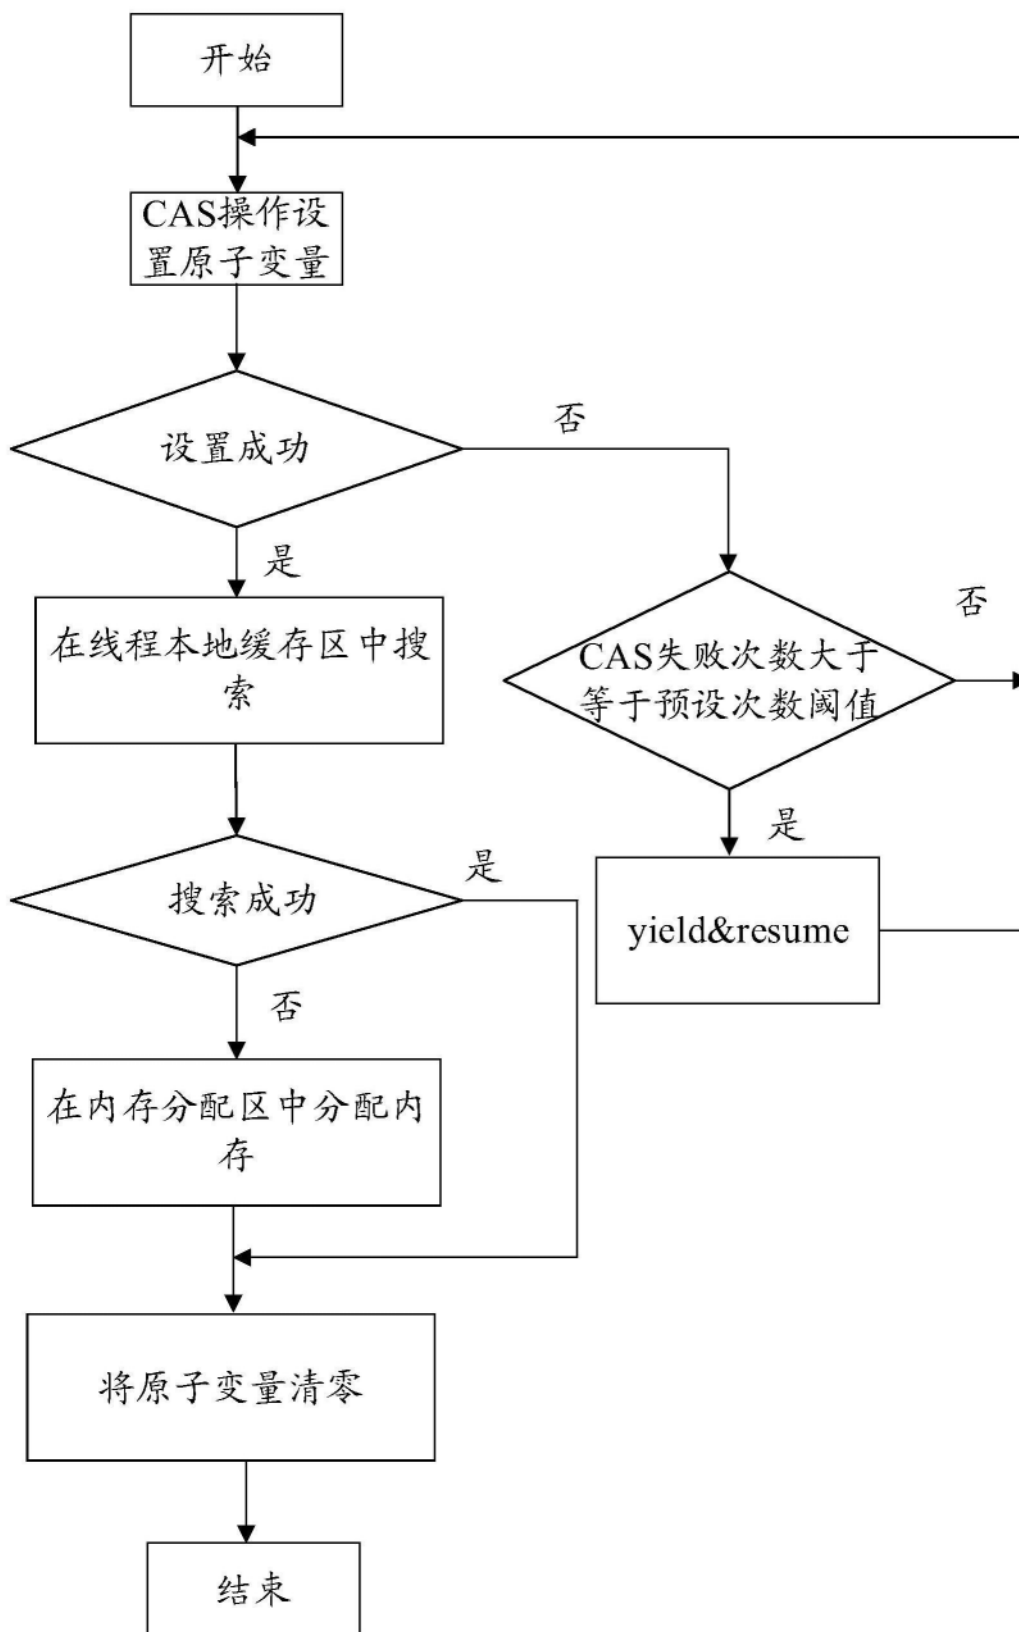 开始
CAS操作设
置原子变量
设置成功
否
是
在线程本地缓存区中搜
索
否
CAS失败次数大于
等于预设次数阈值
是
yield&resume
搜索成功
是
否
在内存分配区中分配内
存
将原子变量清零
结束